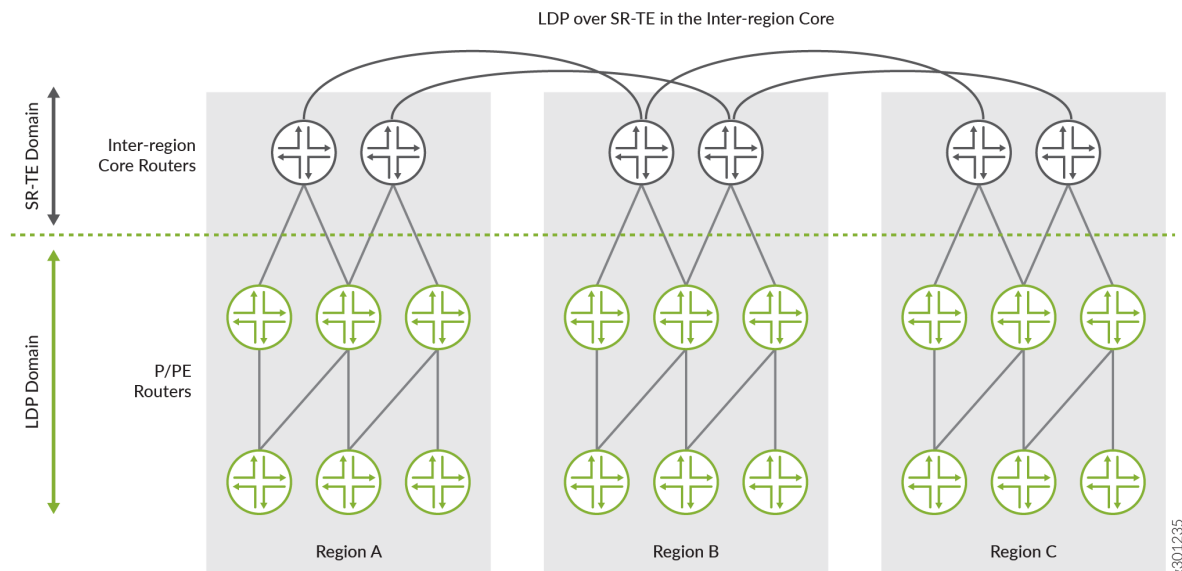 LDP over SR-TE in the Inter-region Core
SR-TE Domain
Inter-region
Core Routers
LDP Domain
P/PE
Routers
Region A
Region B
Region C